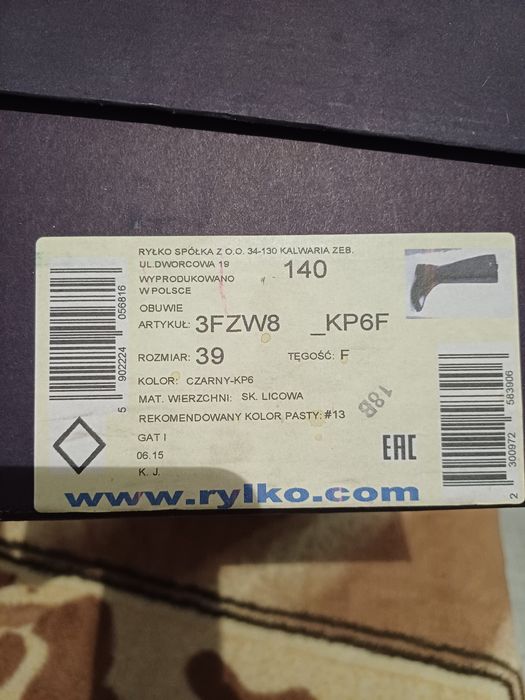 RYŁKO SPÓŁKA Z O.O. 34-130 KALWARIA ZEB.
UL.DWORCOWA 19
140
WYPRODUKOWANO
W POLSCE
OBUWIE
ARTYKUŁ: 3FZW8 _KP6F
ROZMIAR: 39 TĘGOŚĆ: F
KOLOR: CZARNY-KP6
MAT. WIERZCHNI: SK. LICOWA
REKOMENDOWANY KOLOR PASTY: #13
GAT I
06.15
K. J.
www.rylko.com
5 902224 056816
18B
EAC
2 300972 583906